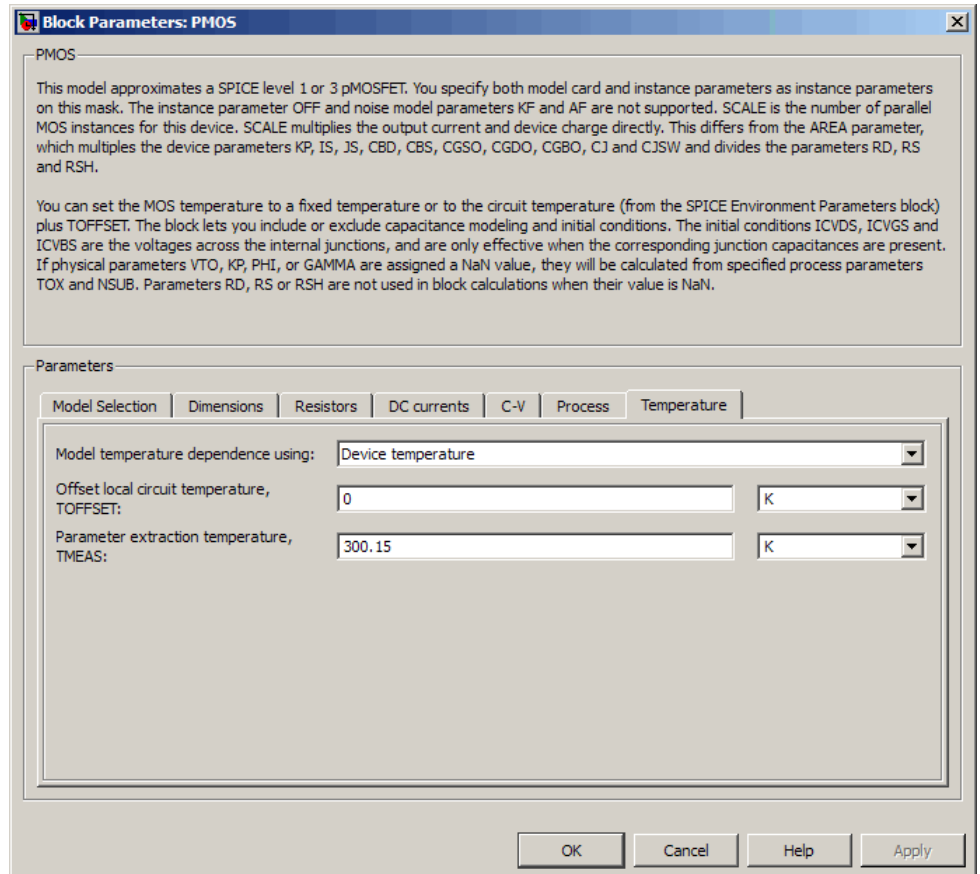 Block Parameters: PMOS
PMOS
This model approximates a SPICE level 1 or 3 pMOSFET. You specify both model card and instance parameters as instance parameters
on this mask. The instance parameter OFF and noise model parameters KF and AF are not supported. SCALE is the number of parallel
MOS instances for this device. SCALE multiplies the output current and device charge directly. This differs from the AREA parameter,
which multiples the device parameters KP, IS, JS, CBD, CBS, CGSO, CGDO, CGBO, CJ and CJSW and divides the parameters RD, RS
and RSH.
You can set the MOS temperature to a fixed temperature or to the circuit temperature (from the SPICE Environment Parameters block)
plus TOFFSET. The block lets you include or exclude capacitance modeling and initial conditions. The initial conditions ICVDS, ICVGS and
ICVBS are the voltages across the internal junctions, and are only effective when the corresponding junction capacitances are present.
If physical parameters VTO, KP, PHI, or GAMMA are assigned a NaN value, they will be calculated from specified process parameters
TOX and NSUB. Parameters RD, RS or RSH are not used in block calculations when their value is NaN.
Parameters
Model Selection Dimensions Resistors DC currents C-V Process Temperature
Model temperature dependence using: Device temperature
Offset local circuit temperature,
TOFFSET: 0 K
Parameter extraction temperature,
TMEAS: 300.15 K
OK Cancel Help Apply